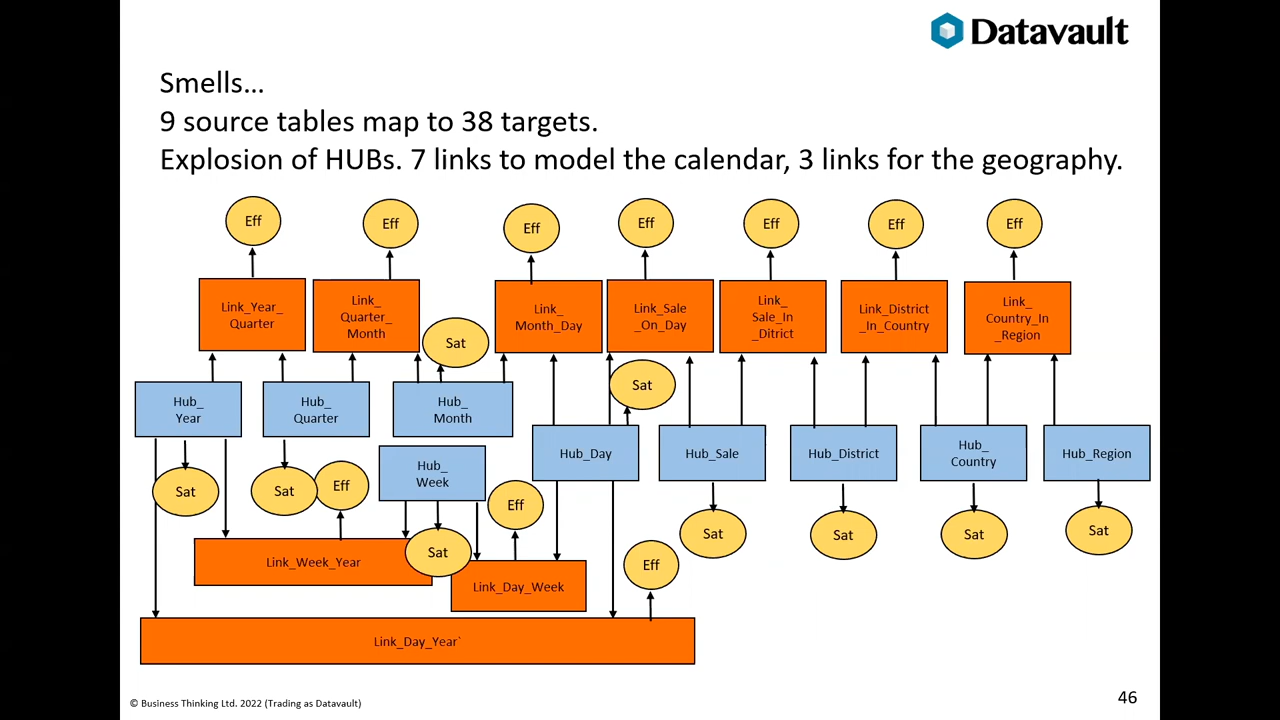 Datavault
Smells...
9 source tables map to 38 targets.
Explosion of HUBs. 7 links to model the calendar, 3 links for the geography.
Eff
Eff
Eff
Eff
Eff
Eff
Eff
Link_Year_
Quarter
Link_
Quarter_
Month
Link_
Month_Day
Link_Sale
_On_Day
Link_
Sale_In
_Ditrict
Link_District
_In_Country
Link_
Country_In
_Region
Sat
Sat
Hub_
Year
Hub_
Quarter
Hub_
Month
Hub_Day
Hub_Sale
Hub_District
Hub_
Country
Hub_Region
Hub_
Week
Sat
Sat
Eff
Eff
Sat
Sat
Sat
Sat
Sat
Link_Week_Year
Eff
Link_Day_Week
Link_Day_Year`
© Business Thinking Ltd. 2022 (Trading as Datavault)
46